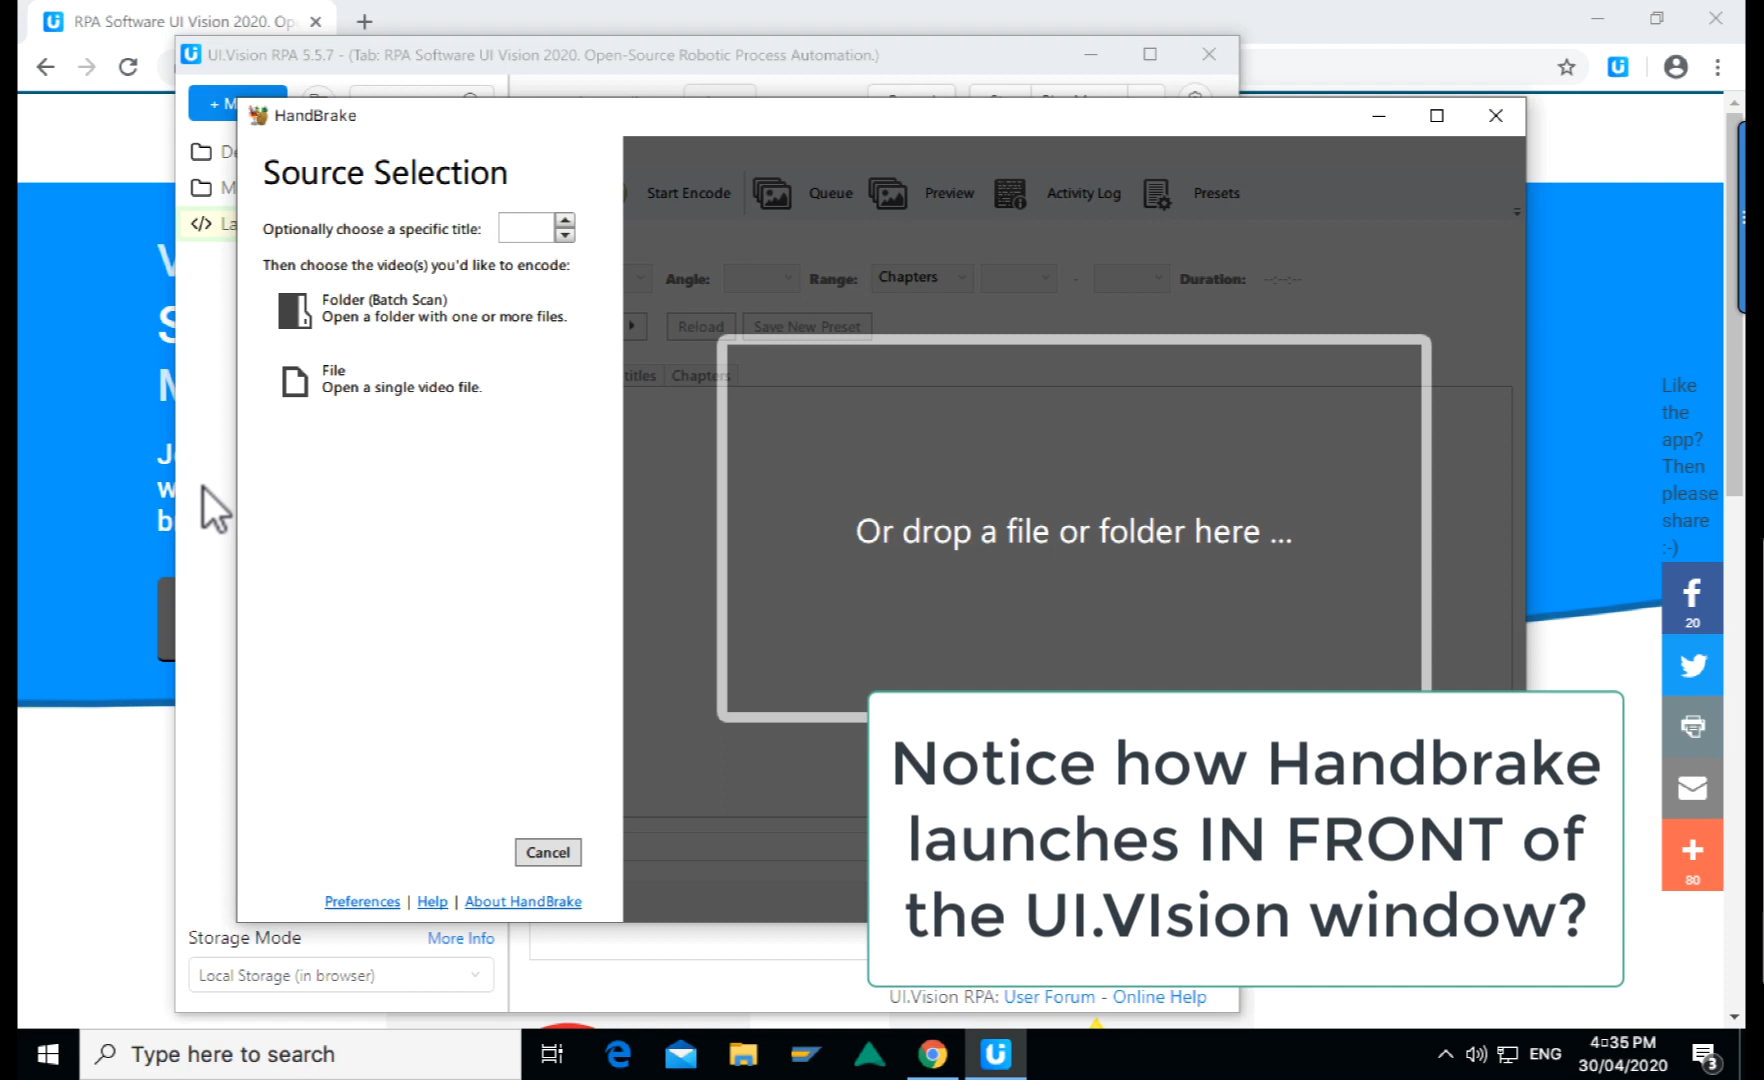 RPA Software UI Vision 2020. Op
UI.Vision RPA 5.5.7 - (Tab: RPA Software UI Vision 2020. Open-Source Robotic Process Automation.)
+ M
HandBrake
De
M
La
Source Selection
Optionally choose a specific title:
Then choose the video(s) you'd like to encode:
Folder (Batch Scan)
Open a folder with one or more files.
File
Open a single video file.
Cancel
Preferences | Help | About HandBrake
Start Encode
Queue
Preview
Activity Log
Presets
Angle:
Range:
Chapters
-
Duration:
--:--:--
Reload
Save New Preset
titles
Chapters
Or drop a file or folder here ...
Notice how Handbrake
launches IN FRONT of
the UI.VIsion window?
Storage Mode
More Info
Local Storage (in browser)
UI.Vision RPA: User Forum - Online Help
Like
the
app?
Then
please
share
:-)
20
80
Type here to search
ENG
4:35 PM
30/04/2020
3